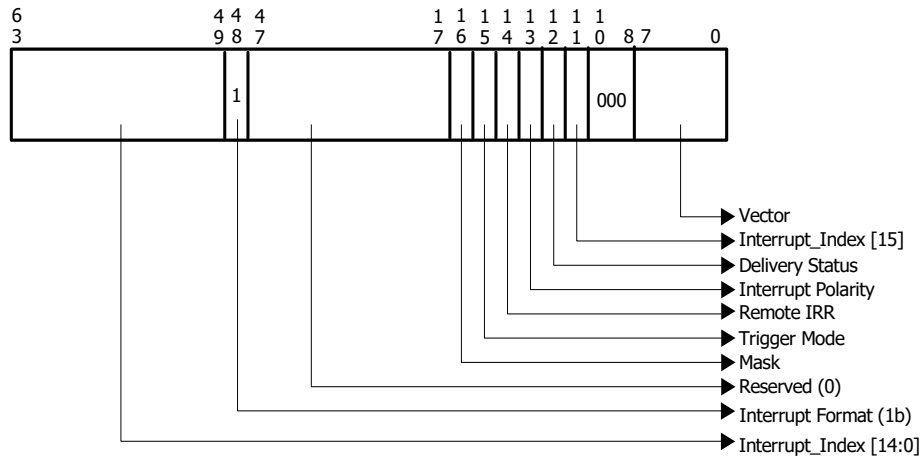 6 4 4 4 1 1 1 1 1 1 1 1
3 9 8 7 7 6 5 4 3 2 1 0 8 7 0
1 000
Vector
Interrupt_Index [15]
Delivery Status
Interrupt Polarity
Remote IRR
Trigger Mode
Mask
Reserved (0)
Interrupt Format (1b)
Interrupt_Index [14:0]